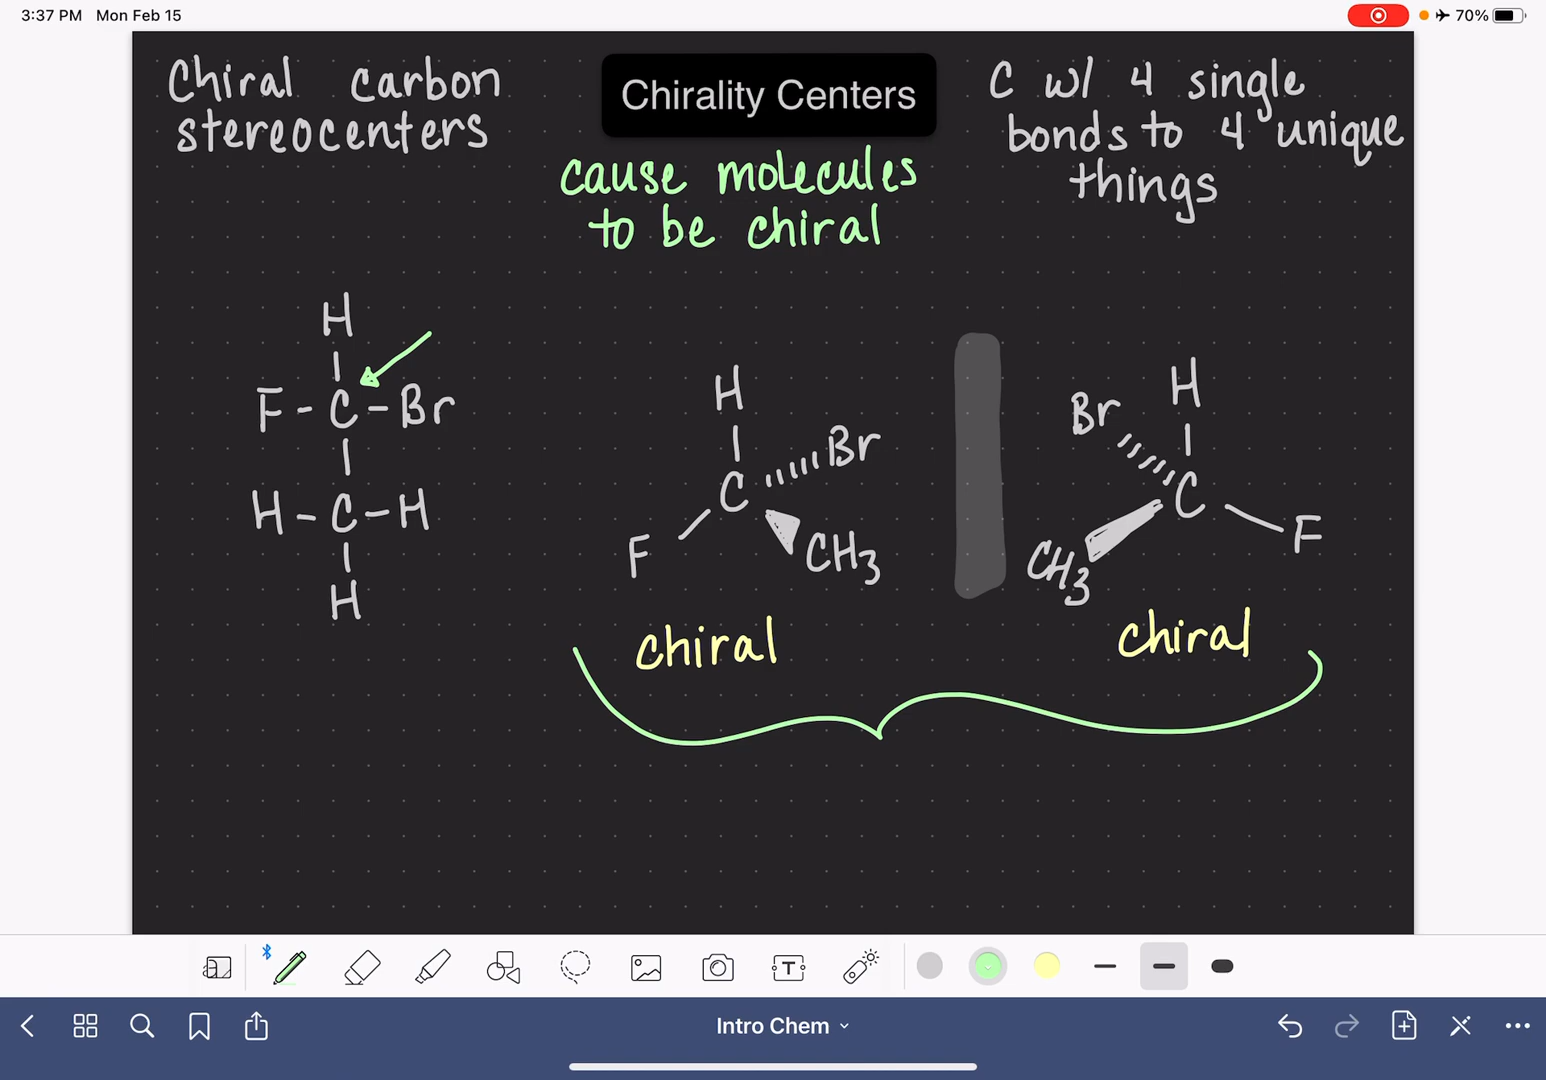 3:37 PM Mon Feb 15
70%
Chiral carbon
stereocenters
Chirality Centers
cause molecules
to be chiral
C w/ 4 single
bonds to 4 unique
things
H
F - C - Br
H - C - H
H
H
C Br
F CH3
chiral
H
Br
C
CH3 F
chiral
a
T
Intro Chem